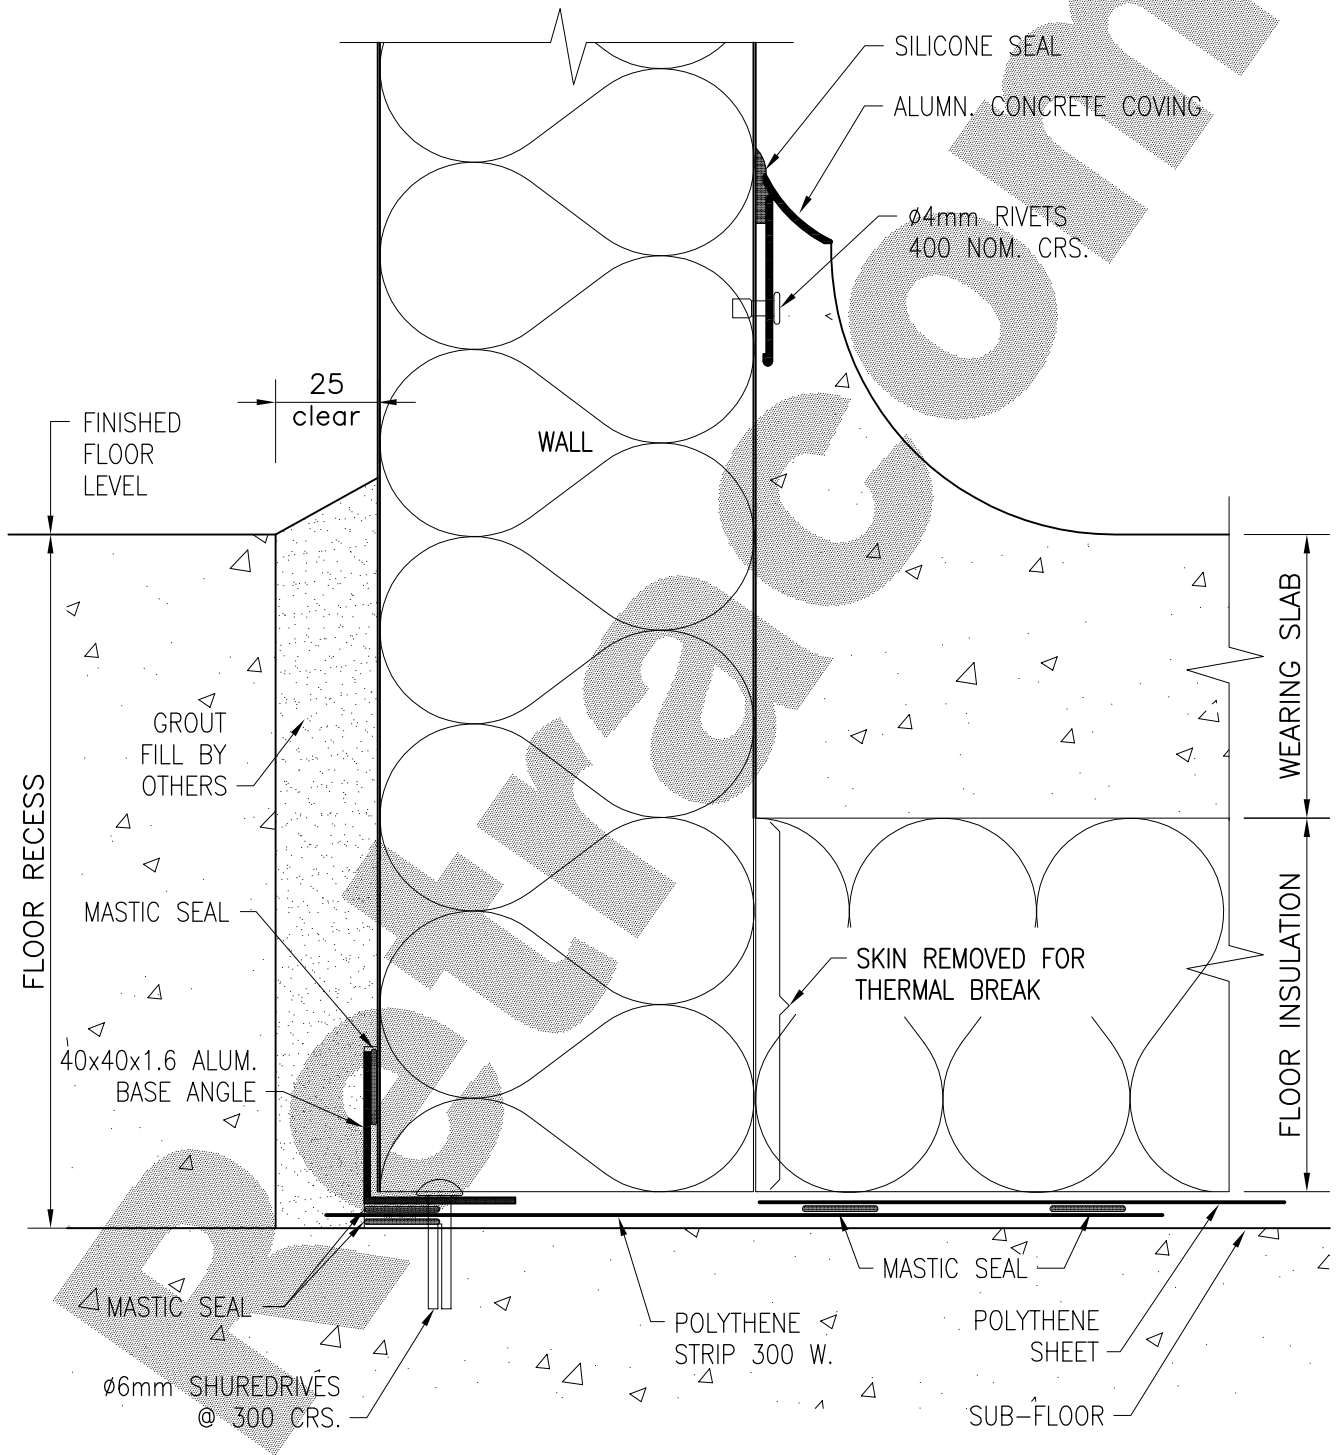 SILICONE SEAL
ALUMN. CONCRETE COVING
ø4mm RIVETS
400 NOM. CRS.
25
clear
FINISHED
FLOOR
LEVEL
WALL
WEARING SLAB
GROUT
FILL BY
OTHERS
FLOOR RECESS
MASTIC SEAL
SKIN REMOVED FOR
THERMAL BREAK
FLOOR INSULATION
40x40x1.6 ALUM.
BASE ANGLE
MASTIC SEAL
MASTIC SEAL
POLYTHENE
STRIP 300 W.
POLYTHENE
SHEET
ø6mm SHUREDRIVES
@ 300 CRS.
SUB-FLOOR
Retracom